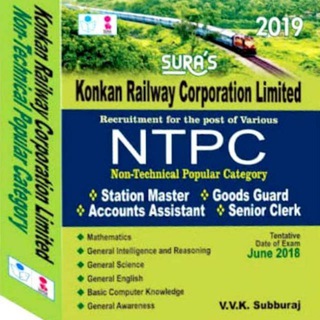 2019
SURA'S
Konkan Railway Corporation Limited
Recruitment for the post of Various
NTPC
Non-Technical Popular Category
Station Master
Goods Guard
Accounts Assistant
Senior Clerk
Mathematics
General Intelligence and Reasoning
General Science
General English
Basic Computer Knowledge
General Awareness
Tentative
Date of Exam
June 2018
V.V.K. Subburaj
Konkan Railway Corporation Limited
Non-Technical Popular Category